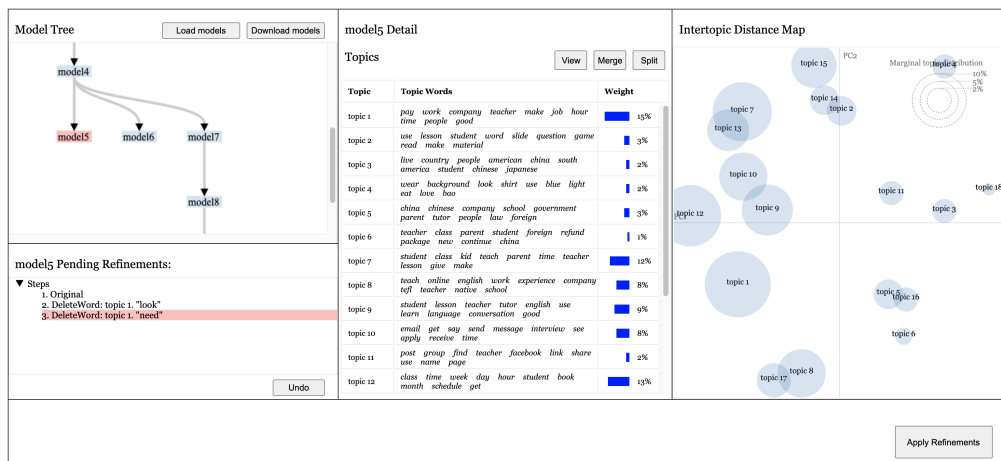 Model Tree
Load models
Download models
model4
model5
model6
model7
model8
model5 Pending Refinements:
▼ Steps
1. Original
2. DeleteWord: topic 1. "look"
3. DeleteWord: topic 1. "need"
Undo
model5 Detail
Topics
View
Merge
Split
Topic Topic Words Weight
topic 1 pay work company teacher make job hour 15%
time people good
topic 2 use lesson student word slide question game 3%
read make material
topic 3 live country people american china south 2%
america student chinese japanese
topic 4 wear background look shirt use blue light 2%
eat love bao
topic 5 china chinese company school government 3%
parent tutor people law foreign
topic 6 teacher class parent student foreign refund 1%
package new continue china
topic 7 student class kid teach parent time teacher 12%
lesson give make
topic 8 teach online english work experience company 8%
tefl teacher native school
topic 9 student lesson teacher tutor english use 9%
learn language conversation good
topic 10 email get say send message interview see 8%
apply receive time
topic 11 post group find teacher facebook link share 2%
use name page
topic 12 class time week day hour student book 13%
month schedule get
Intertopic Distance Map
PC2
topic 15
Marginal topic distribution
topic 4
10%
5%
2%
topic 14
topic 2
topic 7
topic 13
topic 10
topic 11
topic 18
topic 9
topic 3
PC1
topic 12
topic 1
topic 5
topic 16
topic 6
topic 8
topic 17
Apply Refinements